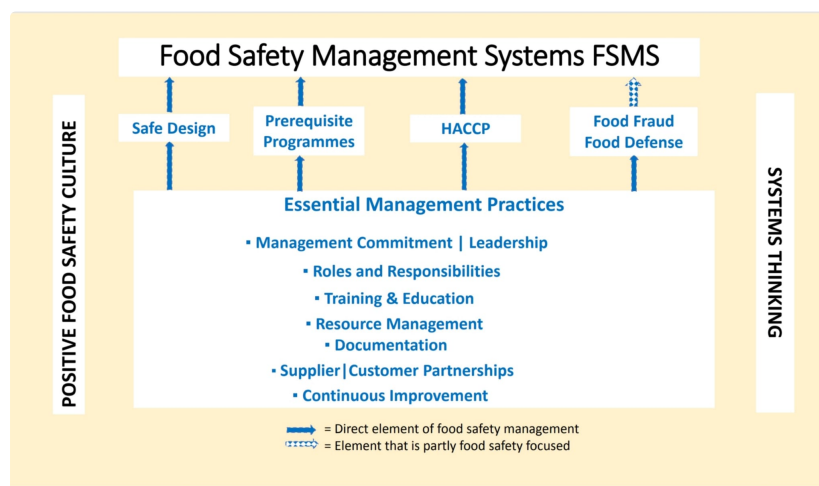 Food Safety Management Systems FSMS
POSITIVE FOOD SAFETY CULTURE
Safe Design
Prerequisite
Programmes
HACCP
Food Fraud
Food Defense
SYSTEMS THINKING
Essential Management Practices
▪ Management Commitment | Leadership
▪ Roles and Responsibilities
▪ Training & Education
▪ Resource Management
▪ Documentation
▪ Supplier|Customer Partnerships
▪ Continuous Improvement
= Direct element of food safety management
= Element that is partly food safety focused